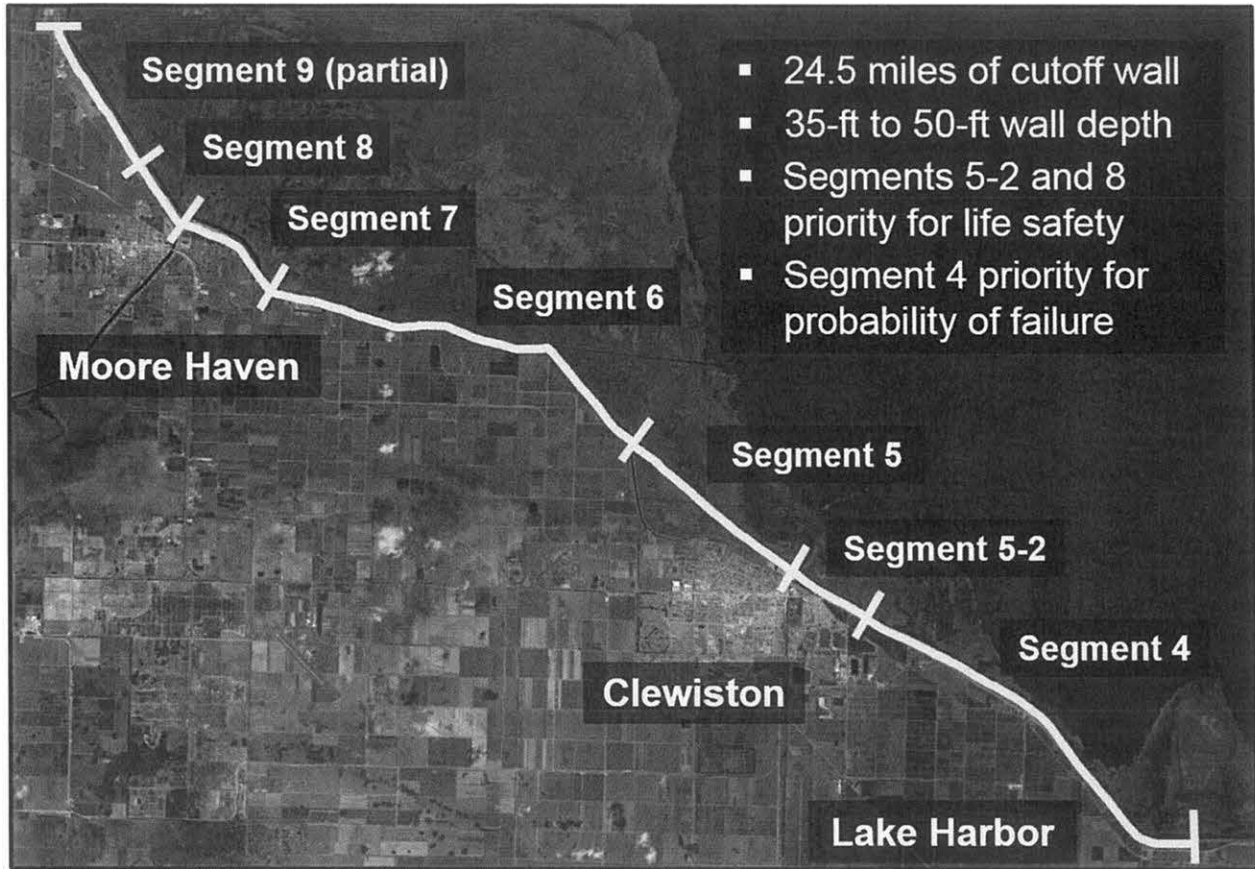 Segment 9 (partial)
Segment 8
Segment 7
Segment 6
Moore Haven
Segment 5
Segment 5-2
Segment 4
Clewiston
Lake Harbor
▪ 24.5 miles of cutoff wall
▪ 35-ft to 50-ft wall depth
▪ Segments 5-2 and 8
priority for life safety
▪ Segment 4 priority for
probability of failure